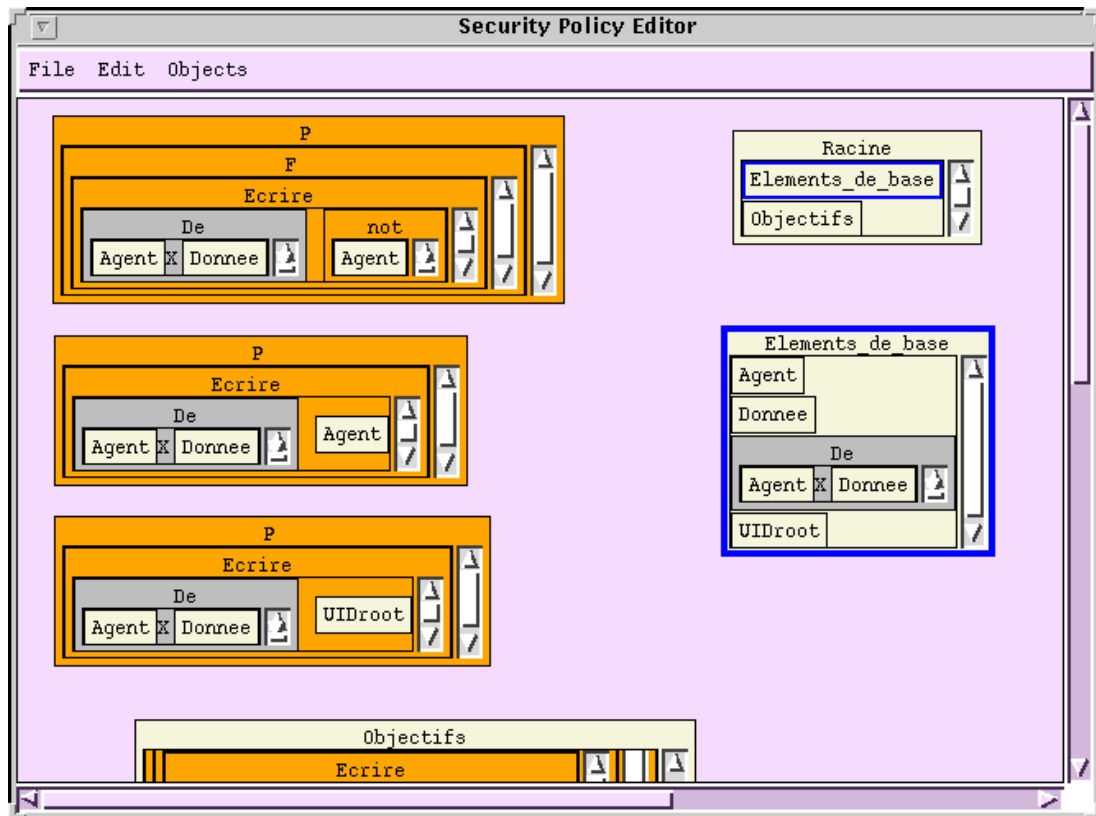 Security Policy Editor
File Edit Objects
P
F
Ecrire
De
not
Agent X Donnee
Agent
P
Ecrire
De
Agent X Donnee
Agent
P
Ecrire
De
Agent X Donnee
UIDroot
Racine
Elements_de_base
Objectifs
Elements_de_base
Agent
Donnee
De
Agent X Donnee
UIDroot
Objectifs
Ecrire